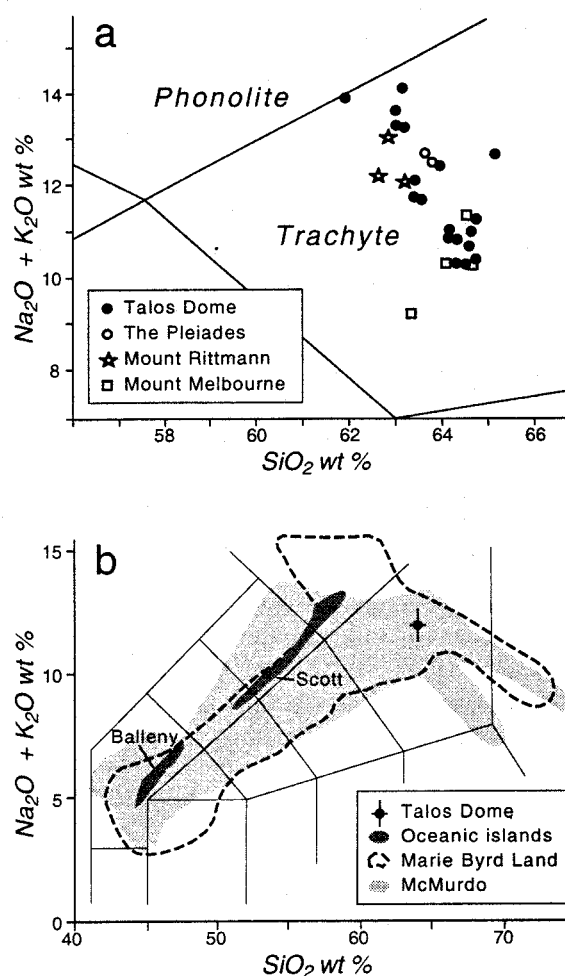 a
Phonolite
Trachyte
Na₂O + K₂O wt %
14
12
10
8
Talos Dome
The Pleiades
Mount Rittmann
Mount Melbourne
58
60
62
64
66
SiO₂ wt %
b
15
10
5
0
Na₂O + K₂O wt %
Scott
Balleny
Talos Dome
Oceanic islands
Marie Byrd Land
McMurdo
40
50
60
70
SiO₂ wt %